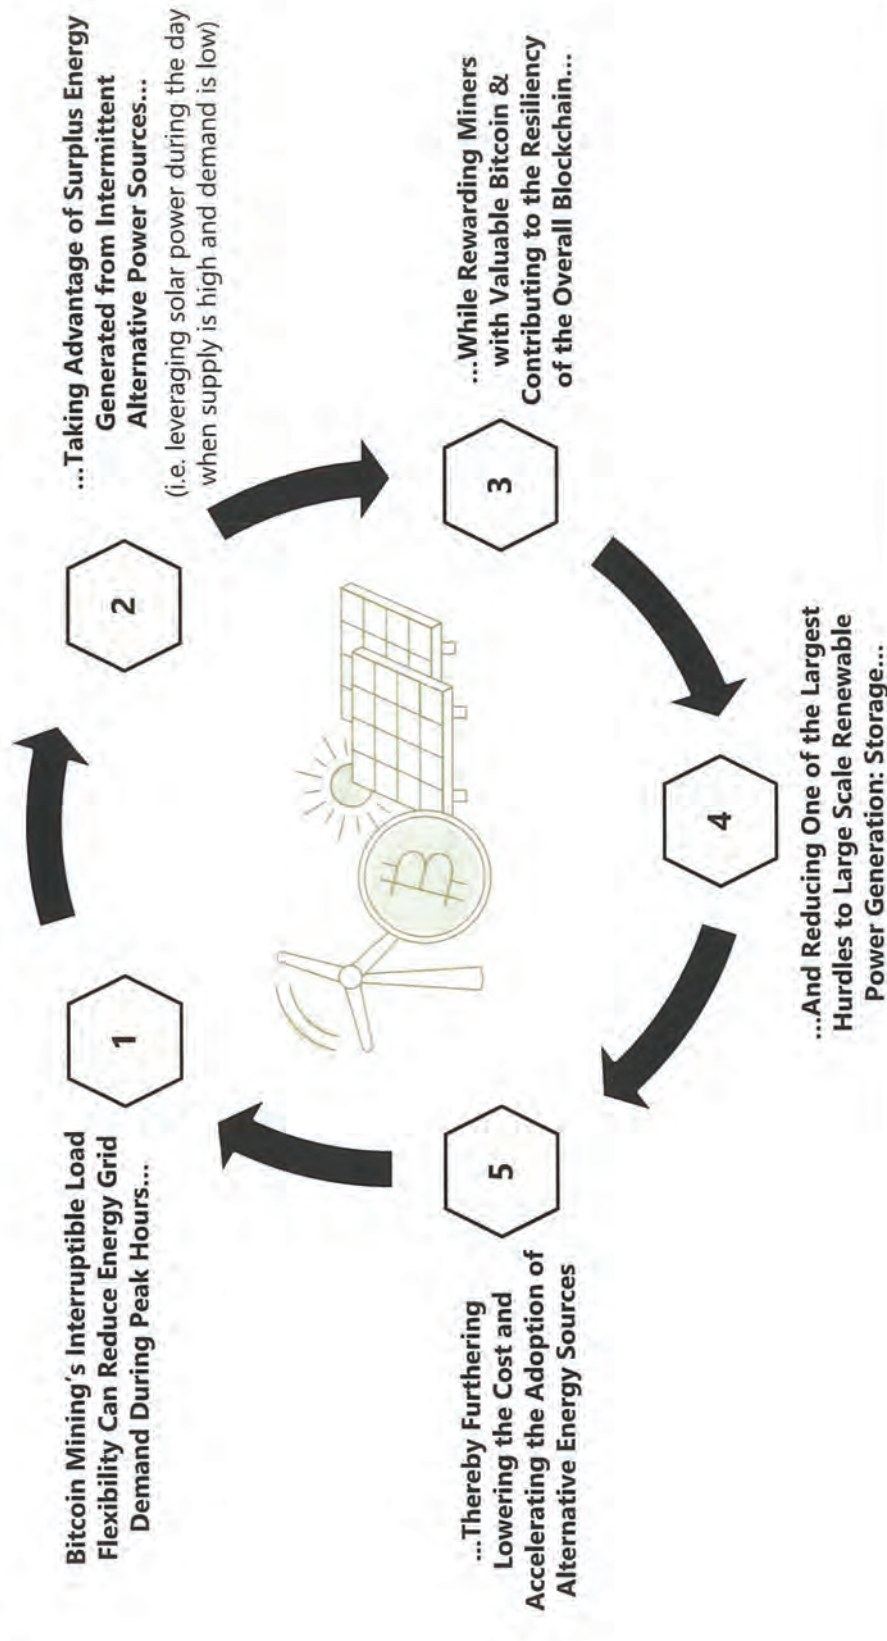 1
Bitcoin Mining's Interruptible Load
Flexibility Can Reduce Energy Grid
Demand During Peak Hours...
2
...Taking Advantage of Surplus Energy
Generated from Intermittent
Alternative Power Sources...
(i.e. leveraging solar power during the day
when supply is high and demand is low)
3
...While Rewarding Miners
with Valuable Bitcoin &
Contributing to the Resiliency
of the Overall Blockchain...
4
...And Reducing One of the Largest
Hurdles to Large Scale Renewable
Power Generation: Storage...
5
...Thereby Furthering
Lowering the Cost and
Accelerating the Adoption of
Alternative Energy Sources